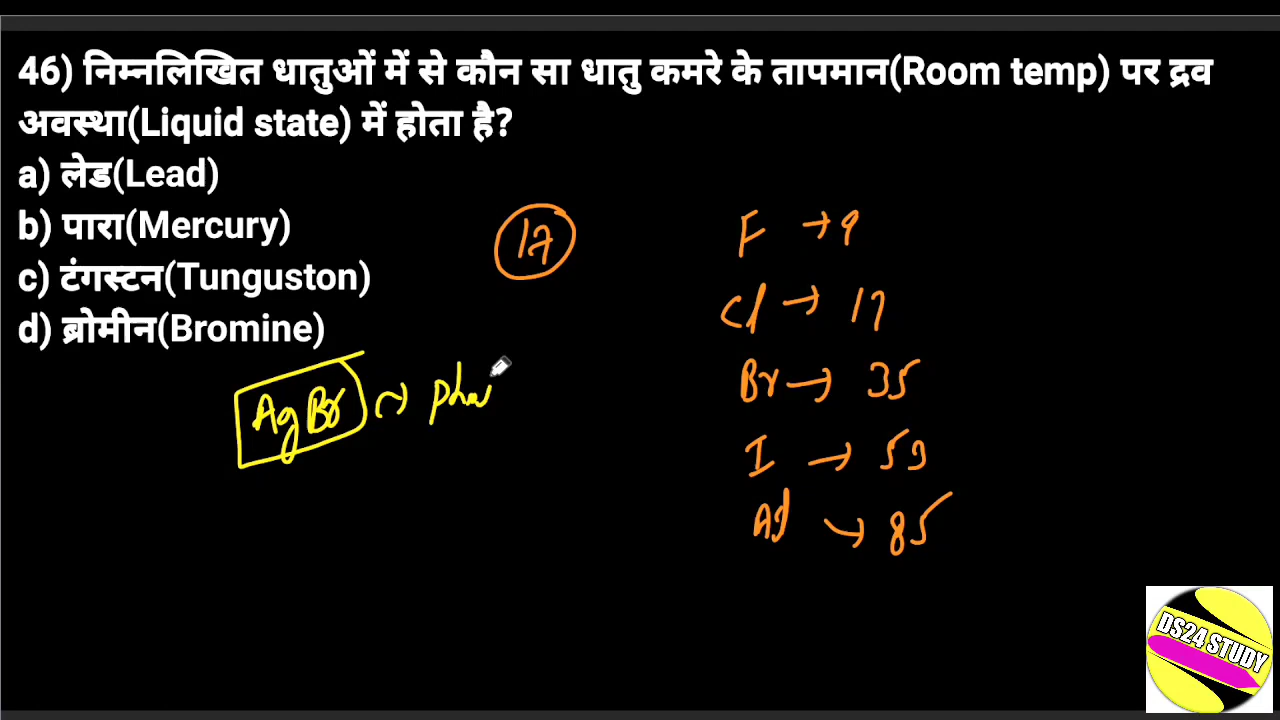 46) निम्नलिखित धातुओं में से कौन सा धातु कमरे के तापमान(Room temp) पर द्रव
अवस्था(Liquid state) में होता है?
a) लेड(Lead)
b) पारा(Mercury)
c) टंगस्टन(Tunguston)
d) ब्रोमीन(Bromine)
17
F → 9
Cl → 17
Br → 35
I → 53
At → 85
AgBr →
DS24 STUDY